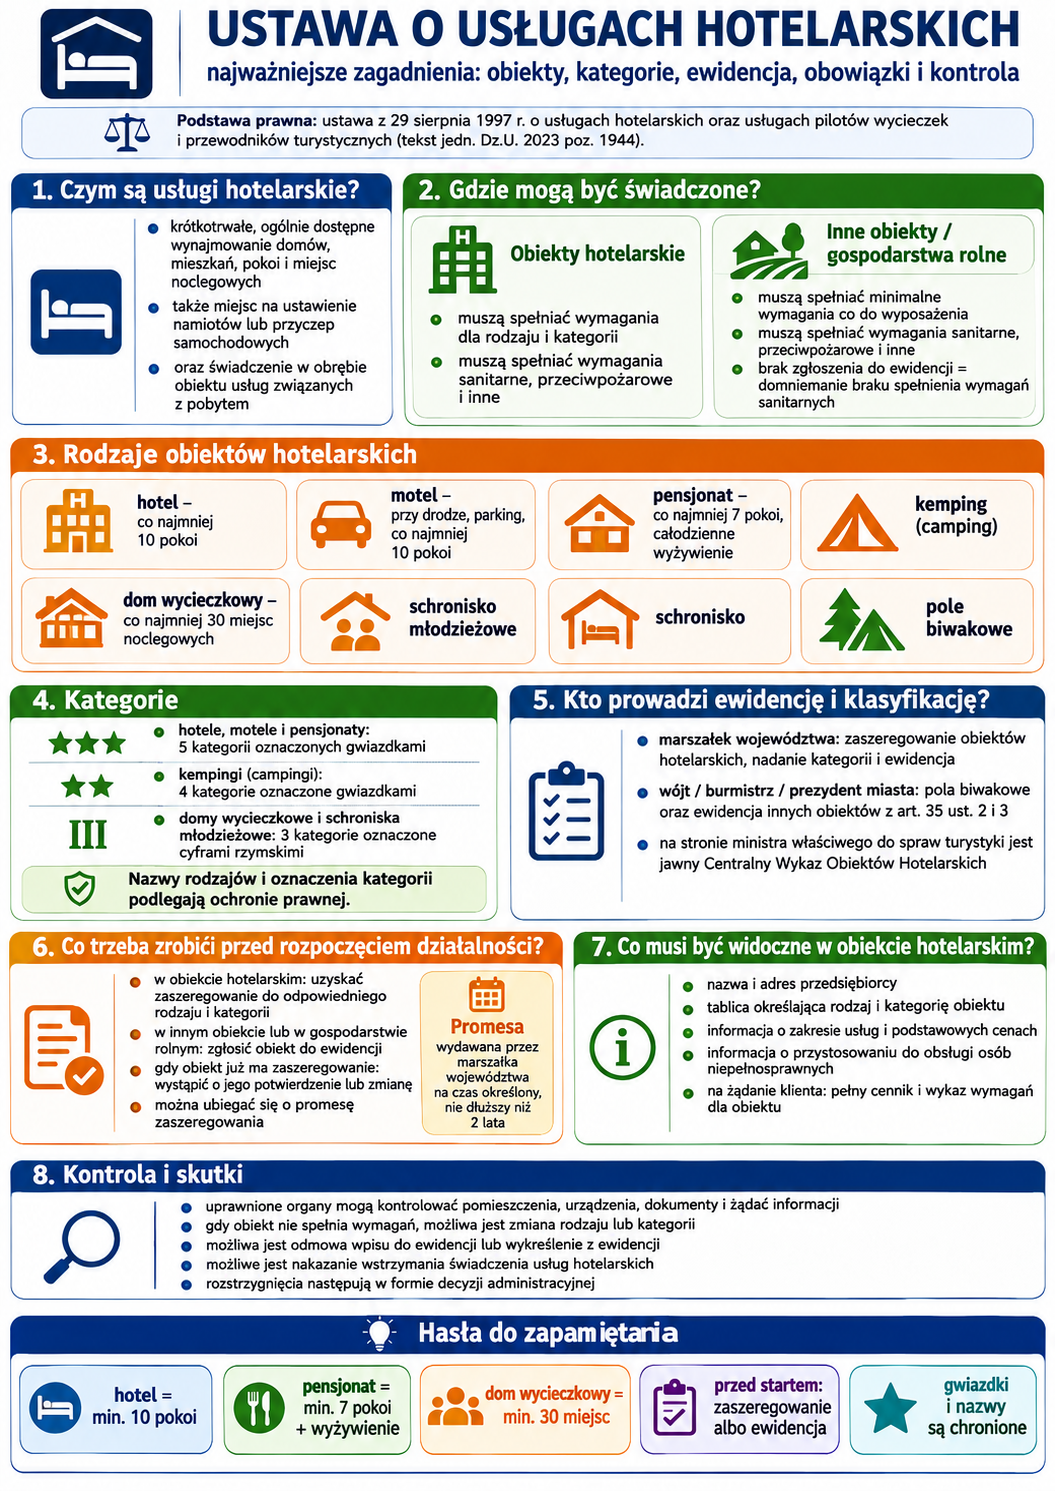 USTAWA O USŁUGACH HOTELARSKICH
najważniejsze zagadnienia: obiekty, kategorie, ewidencja, obowiązki i kontrola
Podstawa prawna: ustawa z 29 sierpnia 1997 r. o usługach hotelarskich oraz usługach pilotów wycieczek
i przewodników turystycznych (tekst jedn. Dz.U. 2023 poz. 1944).
1. Czym są usługi hotelarskie?
krótkotrwałe, ogólnie dostępne
wynajmowanie domów,
mieszkań, pokoi i miejsc
noclegowych
także miejsc na ustawienie
namiotów lub przyczep
samochodowych
oraz świadczenie w obrębie
obiektu usług związanych
z pobytem
2. Gdzie mogą być świadczone?
H
Obiekty hotelarskie
muszą spełniać wymagania
dla rodzaju i kategorii
muszą spełniać wymagania
sanitarne, przeciwpożarowe
i inne
Inne obiekty /
gospodarstwa rolne
muszą spełniać minimalne
wymagania co do wyposażenia
muszą spełniać wymagania sanitarne,
przeciwpożarowe i inne
brak zgłoszenia do ewidencji =
domniemanie braku spełnienia wymagań
sanitarnych
3. Rodzaje obiektów hotelarskich
H
hotel –
co najmniej
10 pokoi
motel –
przy drodze, parking,
co najmniej
10 pokoi
pensjonat –
co najmniej 7 pokoi,
całodzienne
wyżywienie
kemping
(camping)
dom wycieczkowy –
co najmniej 30 miejsc
noclegowych
schronisko
młodzieżowe
schronisko
pole
biwakowe
4. Kategorie
hotele, motele i pensjonaty:
5 kategorii oznaczonych gwiazdkami
kempingi (campingi):
4 kategorie oznaczone gwiazdkami
III
domy wycieczkowe i schroniska
młodzieżowe: 3 kategorie oznaczone
cyframi rzymskimi
Nazwy rodzajów i oznaczenia kategorii
podlegają ochronie prawnej.
5. Kto prowadzi ewidencję i klasyfikację?
marszałek województwa: zaszeregowanie obiektów
hotelarskich, nadanie kategorii i ewidencja
wójt / burmistrz / prezydent miasta: pola biwakowe
oraz ewidencja innych obiektów z art. 35 ust. 2 i 3
na stronie ministra właściwego do spraw turystyki jest
jawny Centralny Wykaz Obiektów Hotelarskich
6. Co trzeba zrobići przed rozpoczęciem działalności?
w obiekcie hotelarskim: uzyskać
zaszeregowanie do odpowiedniego
rodzaju i kategorii
w innym obiekcie lub w gospodarstwie
rolnym: zgłosić obiekt do ewidencji
gdy obiekt już ma zaszeregowanie:
wystąpić o jego potwierdzenie lub zmianę
można ubiegać się o promesę
zaszeregowania
Promesa
wydawana przez
marszałka
województwa
na czas określony,
nie dłuższy niż
2 lata
7. Co musi być widoczne w obiekcie hotelarskim?
i
nazwa i adres przedsiębiorcy
tablica określająca rodzaj i kategorię obiektu
informacja o zakresie usług i podstawowych cenach
informacja o przystosowaniu do obsługi osób
niepełnosprawnych
na żądanie klienta: pełny cennik i wykaz wymagań
dla obiektu
8. Kontrola i skutki
uprawnione organy mogą kontrolować pomieszczenia, urządzenia, dokumenty i żądać informacji
gdy obiekt nie spełnia wymagań, możliwa jest zmiana rodzaju lub kategorii
możliwa jest odmowa wpisu do ewidencji lub wykreślenie z ewidencji
możliwe jest nakazanie wstrzymania świadczenia usług hotelarskich
rozstrzygnięcia następują w formie decyzji administracyjnej
Hasła do zapamiętania
hotel =
min. 10 pokoi
pensjonat =
min. 7 pokoi
+ wyżywienie
dom wycieczkowy =
min. 30 miejsc
przed startem:
zaszeregowanie
albo ewidencja
gwiazdki
i nazwy
są chronione